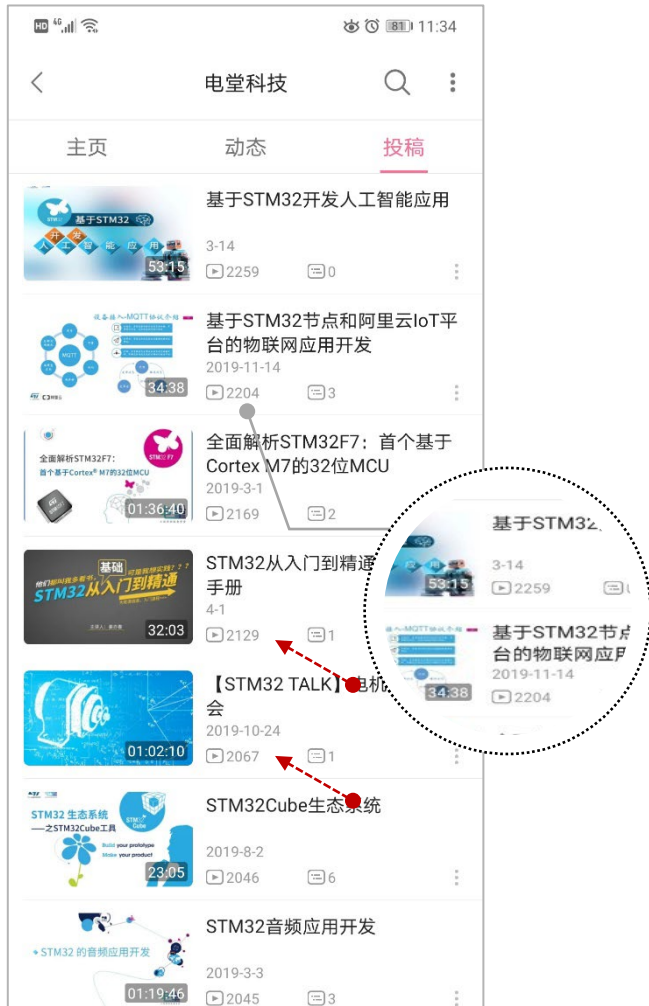 HD 4G 81 11:34
电堂科技
主页 动态 投稿
基于STM32
开发
人工智能应用
53:15
基于STM32开发人工智能应用
3-14
2259 0
设备接入-MQTT协议介绍
MQTT
34:38
基于STM32节点和阿里云IoT平
台的物联网应用开发
2019-11-14
2204 3
全面解析STM32F7:
首个基于Cortex® M7的32位MCU
STM32 F7
01:36:40
全面解析STM32F7：首个基于
Cortex M7的32位MCU
2019-3-1
2169 2
基础
STM32从入门到精通
32:03
STM32从入门到精通
手册
4-1
2129 1
01:02:10
【STM32 TALK】电机
会
2019-10-24
2067 1
STM32 生态系统
——之STM32Cube工具
STM32
Cube
Build your prototype
Make your product
23:05
STM32Cube生态系统
2019-8-2
2046 6
STM32 的音频应用开发
01:19:46
STM32音频应用开发
2019-3-3
2045 3
53:15
基于STM32
3-14
2259
接入-MQTT协议介绍
34:38
基于STM32节点
台的物联网应用
2019-11-14
2204